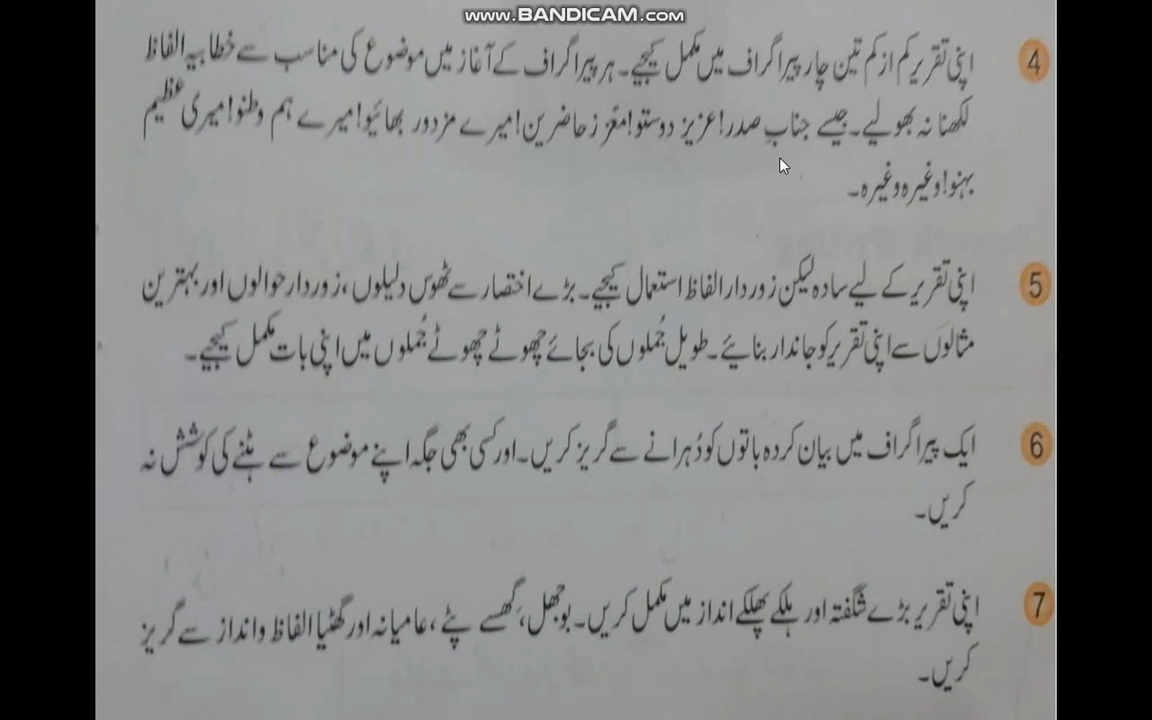 www.BANDICAM.com
4 اپنی تقریر کم از کم تین چار پیراگراف میں مکمل کیجیے۔ ہر پیراگراف کے آغاز میں موضوع کی مناسب سے خطابیہ الفاظ
لکھنا نہ بھولیے۔ جیسے جنابِ صدر! عزیز دوستو! معزز حاضرین! میرے مزدور بھائیو! میرے ہم وطنو! میری عظیم
بہنو! وغیرہ وغیرہ۔
5 اپنی تقریر کے لیے سادہ لیکن زوردار الفاظ استعمال کیجیے۔ بڑے اختصار سے ٹھوس دلیلوں، زوردار حوالوں اور بہترین
مثالوں سے اپنی تقریر کو جاندار بنائیے۔ طویل جُملوں کی بجائے چھوٹے چھوٹے جُملوں میں اپنی بات مکمل کیجیے۔
6 ایک پیراگراف میں بیان کردہ باتوں کو دُہرانے سے گریز کریں۔ اور کسی بھی جگہ اپنے موضوع سے ہٹنے کی کوشش نہ
کریں۔
7 اپنی تقریر بڑے شگفتہ اور ہلکے پھلکے انداز میں مکمل کریں۔ بوجھل، گھسے پٹے، عامیانہ اور گھٹیا الفاظ و انداز سے گریز
کریں۔